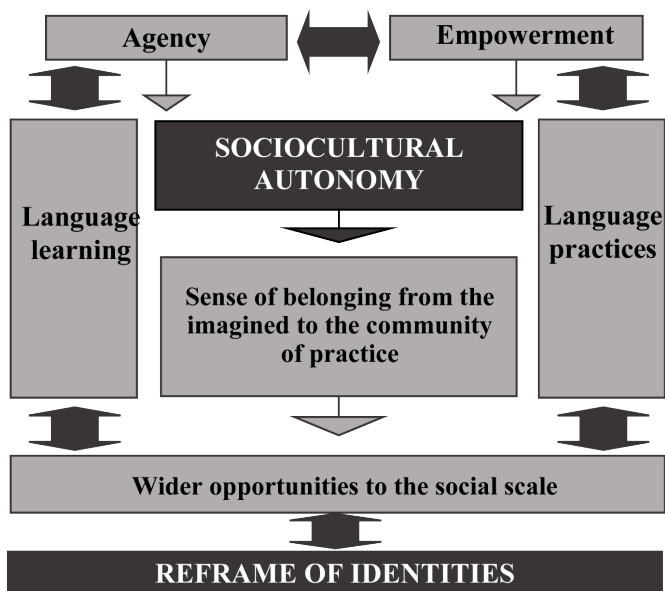 Agency
Empowerment
SOCIOCULTURAL
AUTONOMY
Language
learning
Language
practices
Sense of belonging from the
imagined to the community
of practice
Wider opportunities to the social scale
REFRAME OF IDENTITIES